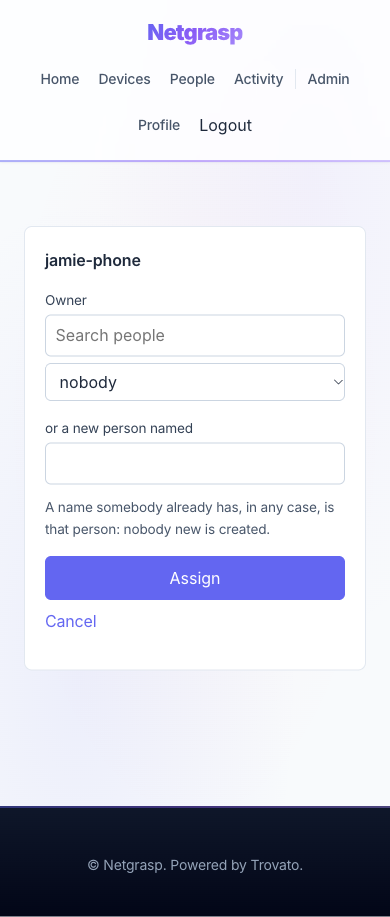 Netgrasp
Home Devices People Activity Admin
Profile Logout
jamie-phone
Owner
Search people
nobody
or a new person named
A name somebody already has, in any case, is
that person: nobody new is created.
Assign
Cancel
© Netgrasp. Powered by Trovato.